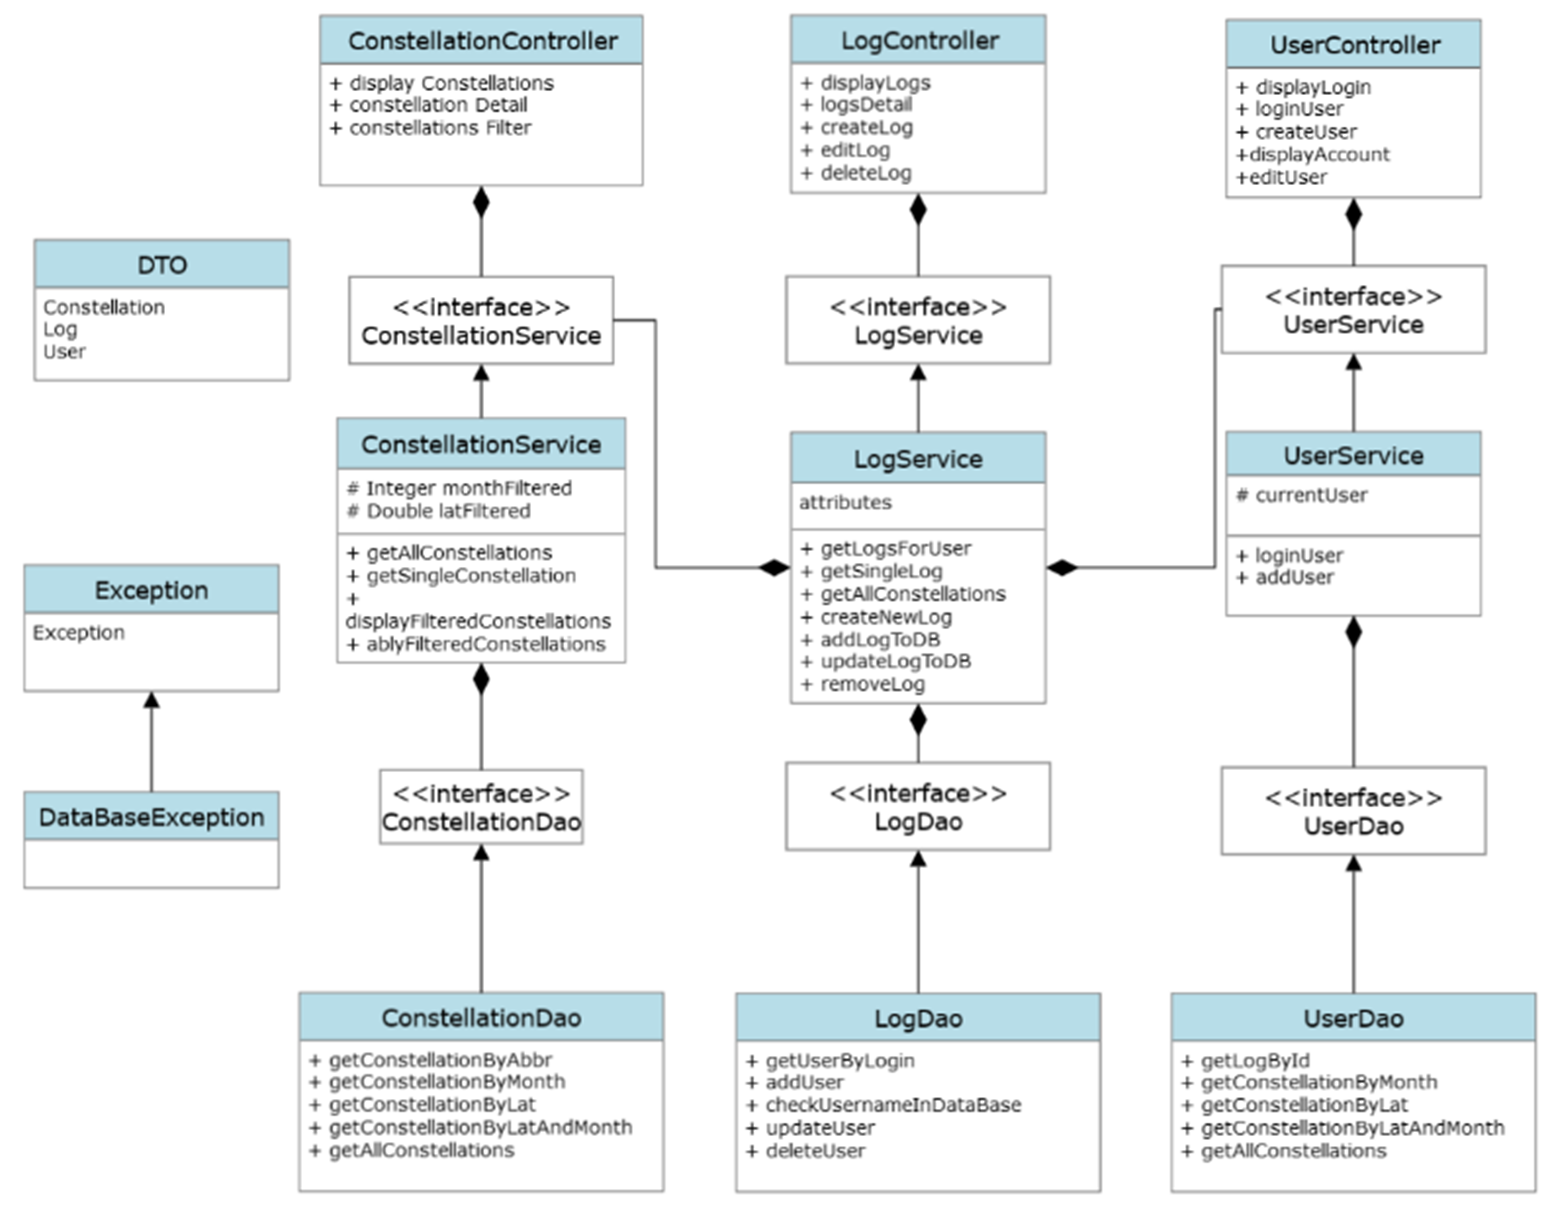 ConstellationController
+ display Constellations
+ constellation Detail
+ constellations Filter
LogController
+ displayLogs
+ logsDetail
+ createLog
+ editLog
+ deleteLog
UserController
+ displayLogin
+ loginUser
+ createUser
+displayAccount
+editUser
DTO
Constellation
Log
User
<<interface>>
ConstellationService
<<interface>>
LogService
<<interface>>
UserService
ConstellationService
# Integer monthFiltered
# Double latFiltered
+ getAllConstellations
+ getSingleConstellation
+
displayFilteredConstellations
+ ablyFilteredConstellations
LogService
attributes
+ getLogsForUser
+ getSingleLog
+ getAllConstellations
+ createNewLog
+ addLogToDB
+ updateLogToDB
+ removeLog
UserService
# currentUser
+ loginUser
+ addUser
Exception
Exception
DataBaseException
<<interface>>
ConstellationDao
<<interface>>
LogDao
<<interface>>
UserDao
ConstellationDao
+ getConstellationByAbbr
+ getConstellationByMonth
+ getConstellationByLat
+ getConstellationByLatAndMonth
+ getAllConstellations
LogDao
+ getUserByLogin
+ addUser
+ checkUsernameInDataBase
+ updateUser
+ deleteUser
UserDao
+ getLogById
+ getConstellationByMonth
+ getConstellationByLat
+ getConstellationByLatAndMonth
+ getAllConstellations